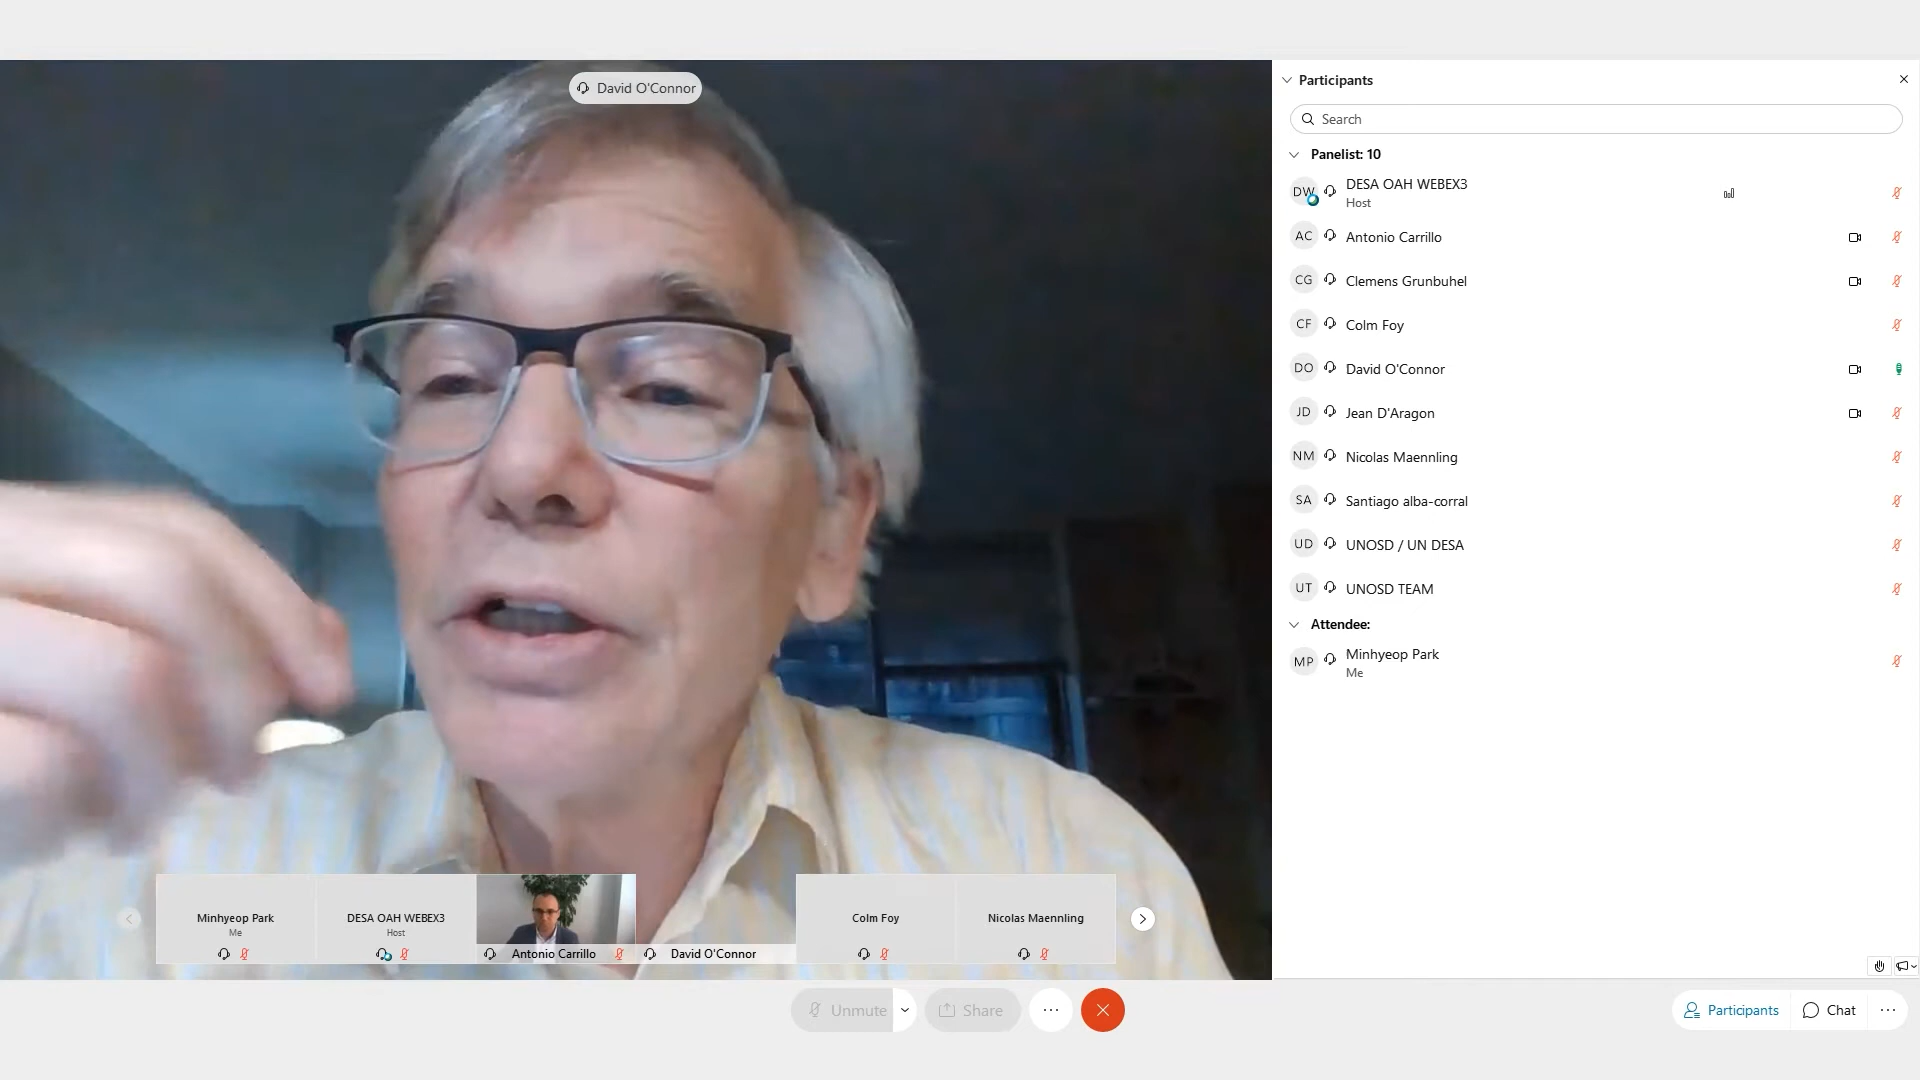 David O'Connor
Participants
Search
Panelist: 10
DW
DESA OAH WEBEX3
Host
AC
Antonio Carrillo
CG
Clemens Grunbuhel
CF
Colm Foy
DO
David O'Connor
JD
Jean D'Aragon
NM
Nicolas Maennling
SA
Santiago alba-corral
UD
UNOSD / UN DESA
UT
UNOSD TEAM
Attendee:
MP
Minhyeop Park
Me
Minhyeop Park
Me
DESA OAH WEBEX3
Host
Antonio Carrillo
David O'Connor
Colm Foy
Nicolas Maennling
Unmute
Share
Participants
Chat